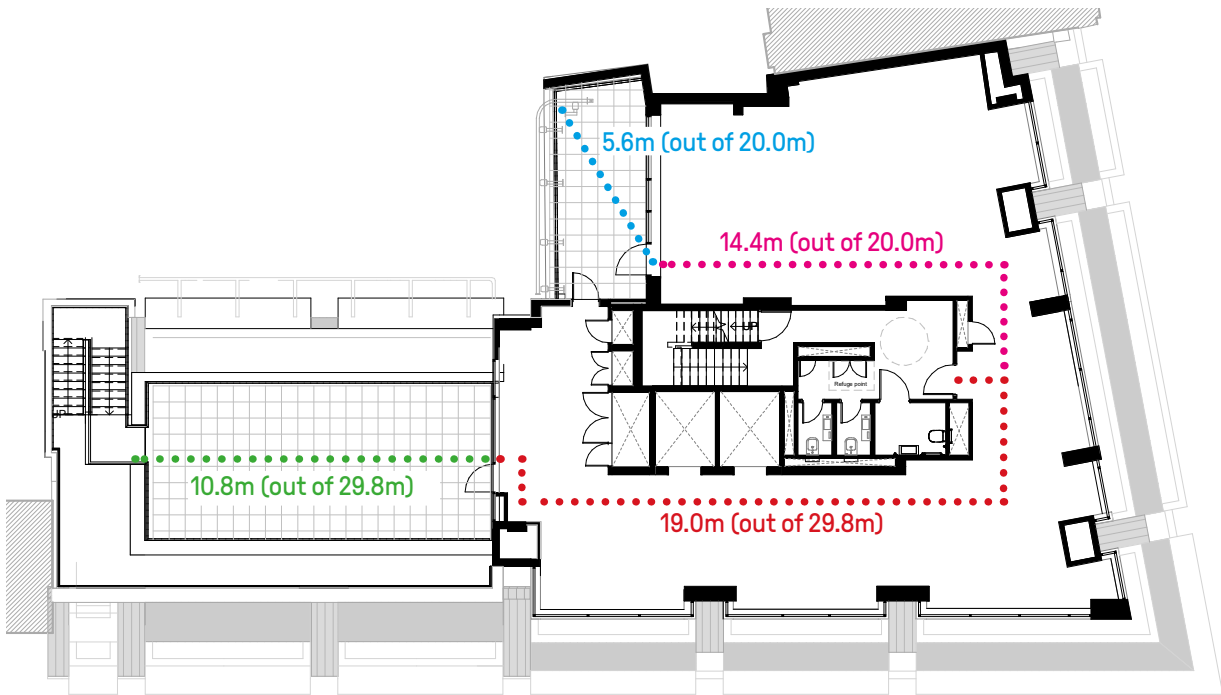 5.6m (out of 20.0m)
14.4m (out of 20.0m)
UP
Refuge point
UP
10.8m (out of 29.8m)
19.0m (out of 29.8m)